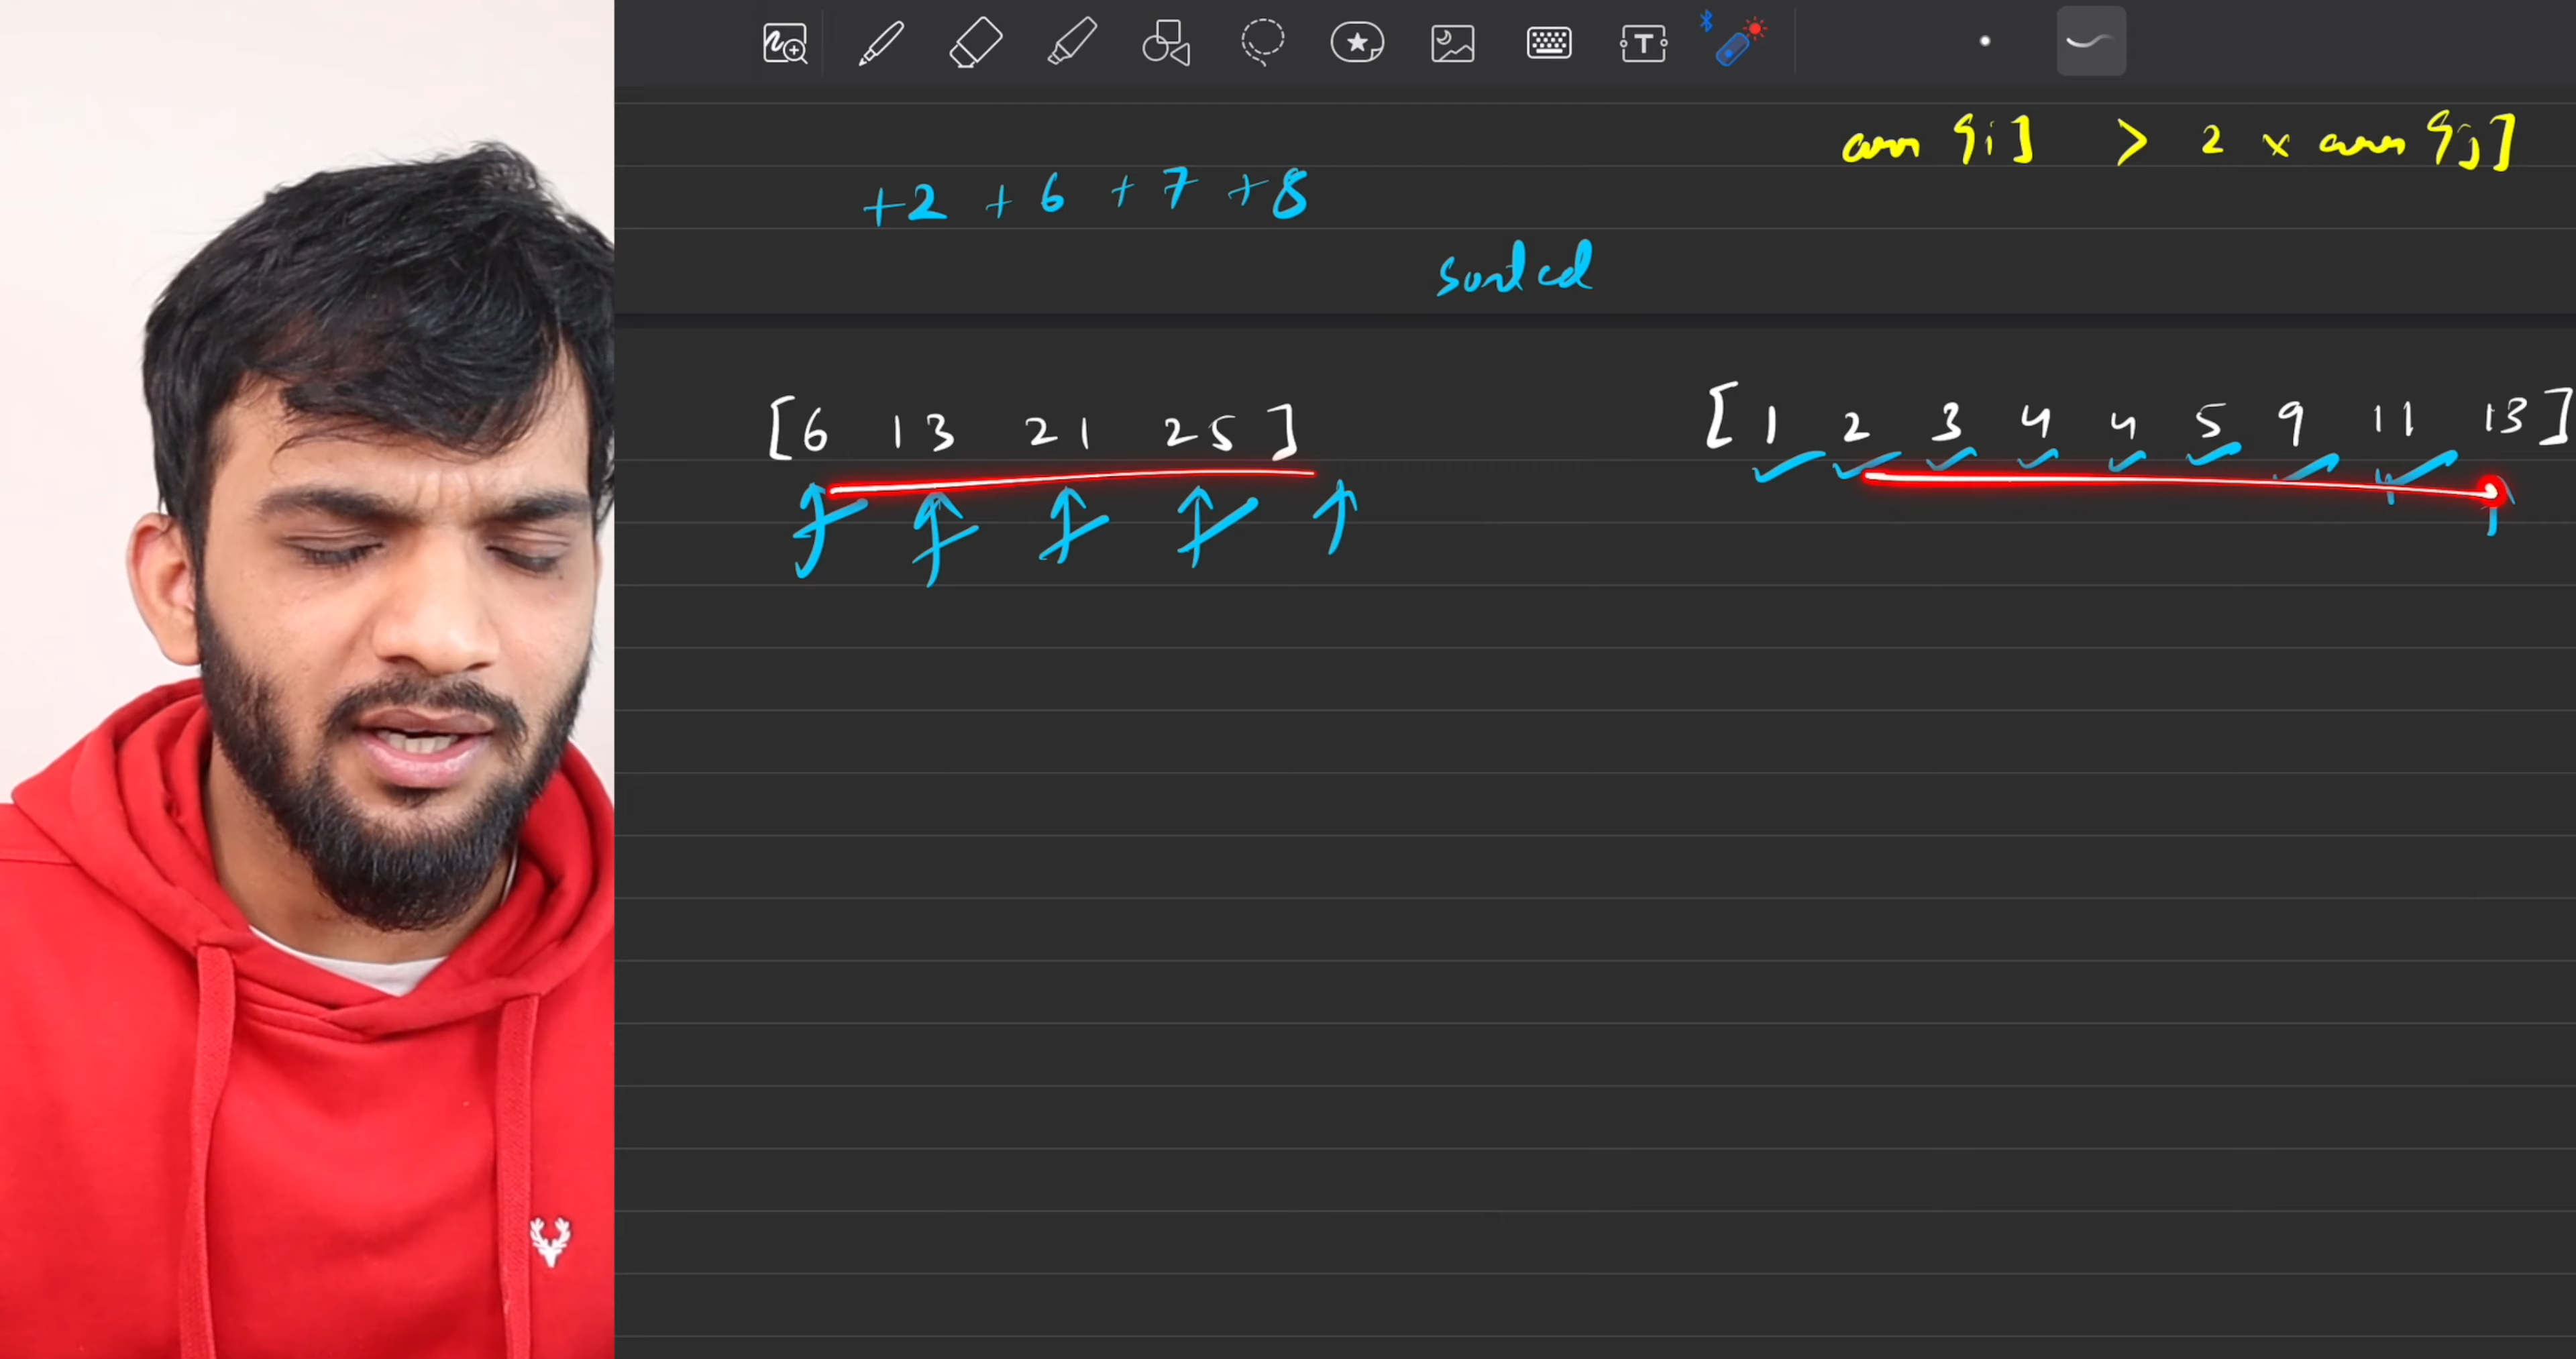 arr[i] > 2 x arr[j]
+2 + 6 + 7 +8
sorted
[6 13 21 25]
[1 2 3 4 4 5 9 11 13]